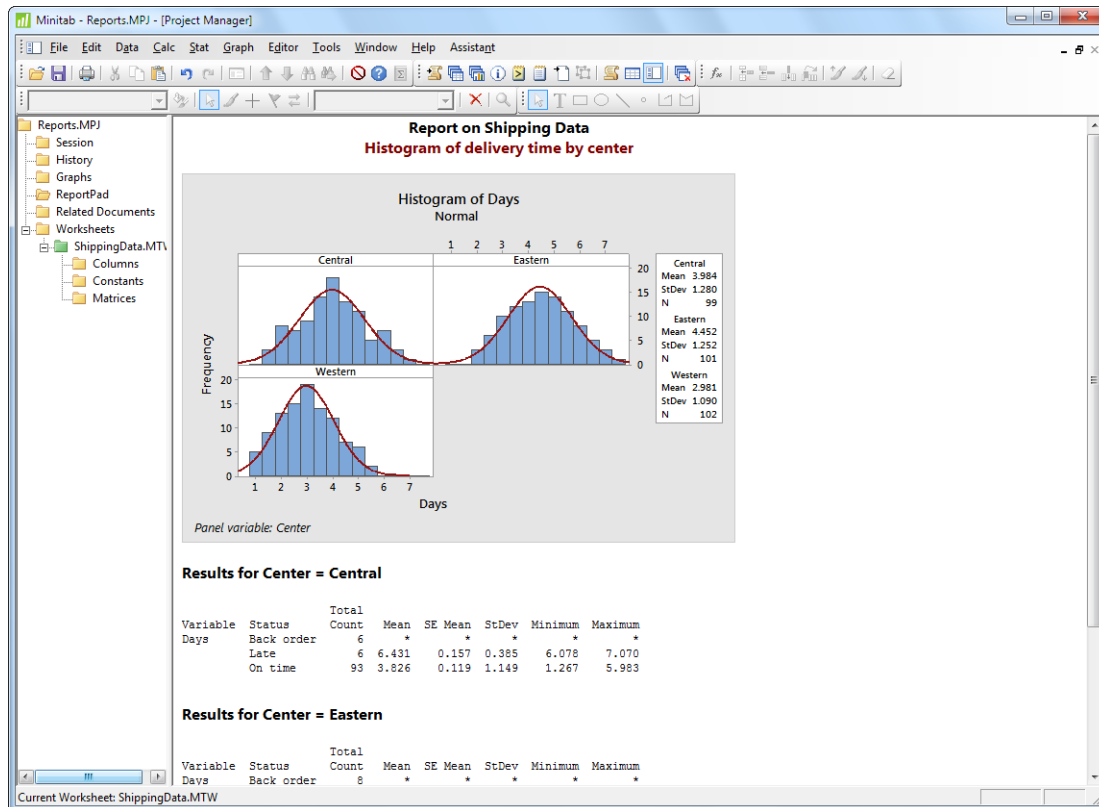 Minitab - Reports.MPJ - [Project Manager]
File Edit Data Calc Stat Graph Editor Tools Window Help Assistant
Reports.MPJ
Session
History
Graphs
ReportPad
Related Documents
Worksheets
ShippingData.MTW
Columns
Constants
Matrices
Report on Shipping Data
Histogram of delivery time by center
Histogram of Days
Normal
1 2 3 4 5 6 7
Central Eastern
20
15
10
5
0
Western
20
15
10
5
0
1 2 3 4 5 6 7
Frequency
Days
Central
Mean 3.984
StDev 1.280
N 99
Eastern
Mean 4.452
StDev 1.252
N 101
Western
Mean 2.981
StDev 1.090
N 102
Panel variable: Center
Results for Center = Central
Total
Variable Status Count Mean SE Mean StDev Minimum Maximum
Days Back order 6 * * * * *
Late 6 6.431 0.157 0.385 6.078 7.070
On time 93 3.826 0.119 1.149 1.267 5.983
Results for Center = Eastern
Total
Variable Status Count Mean SE Mean StDev Minimum Maximum
Days Back order 8 * * * * *
Current Worksheet: ShippingData.MTW